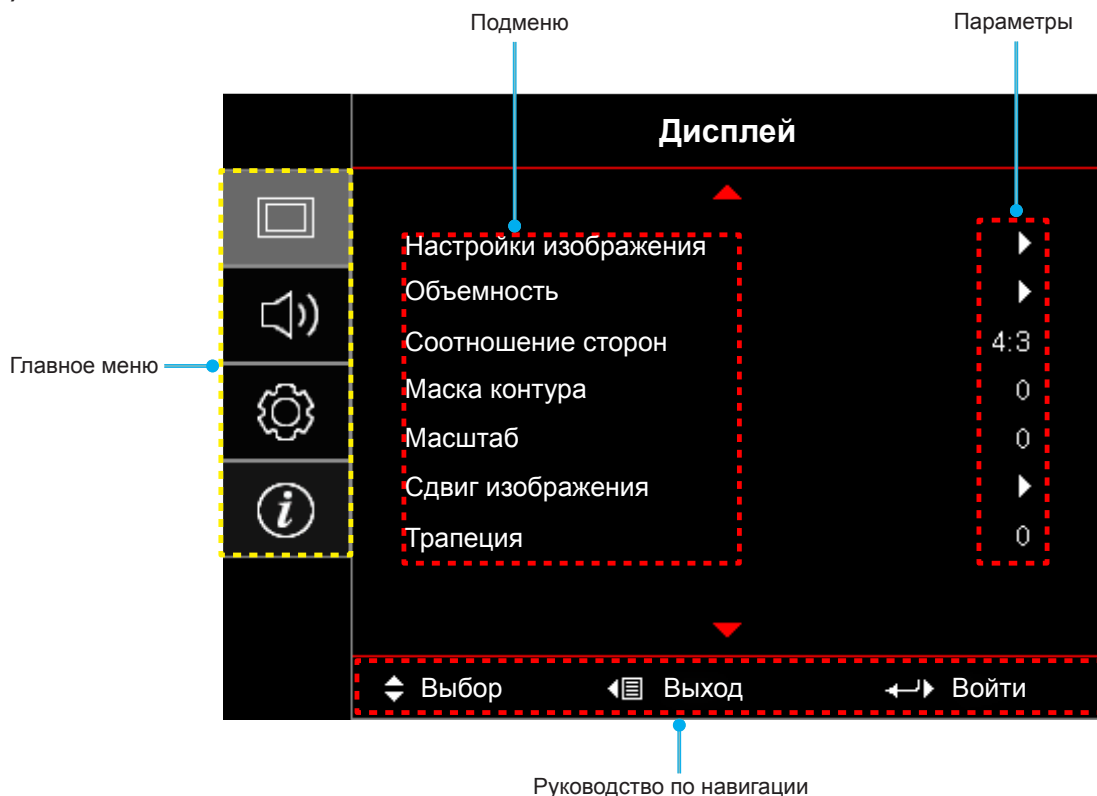 Подменю
Параметры
Дисплей
Настройки изображения
Объемность
Соотношение сторон 4:3
Маска контура 0
Масштаб 0
Сдвиг изображения
Трапеция 0
Главное меню
Выбор Выход Войти
Руководство по навигации